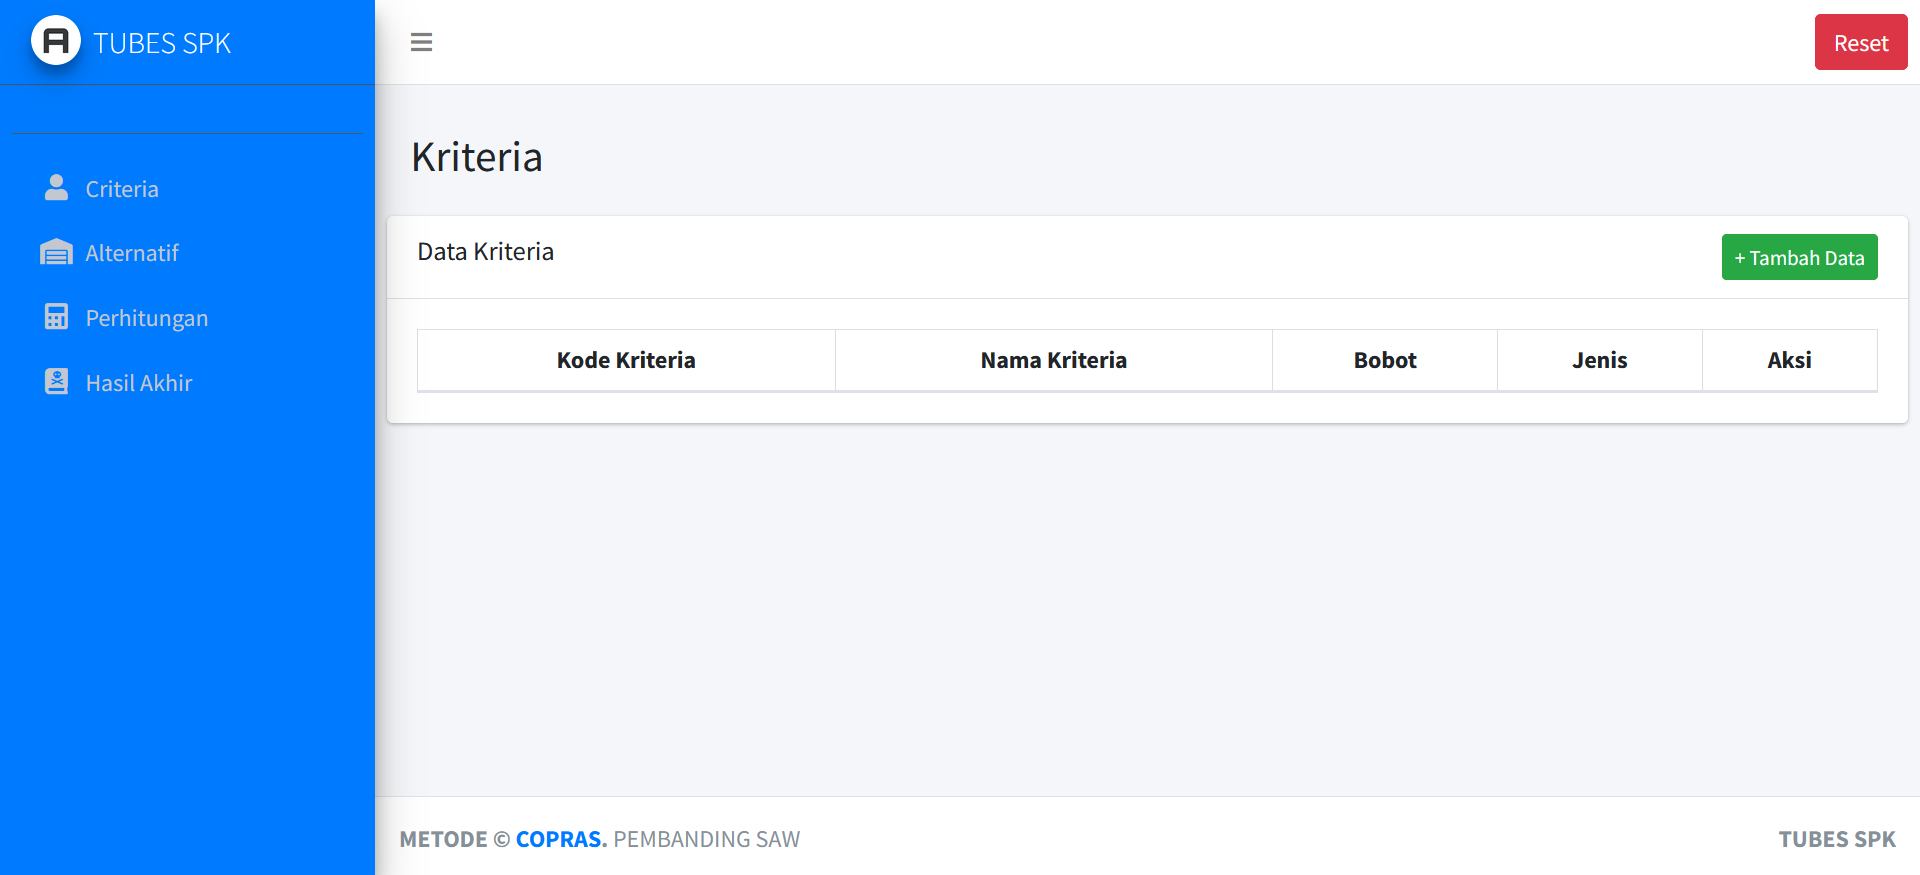 TUBES SPK
Reset
Criteria
Alternatif
Perhitungan
Hasil Akhir
Kriteria
Data Kriteria
+ Tambah Data
Kode Kriteria Nama Kriteria Bobot Jenis Aksi
METODE © COPRAS. PEMBANDING SAW
TUBES SPK